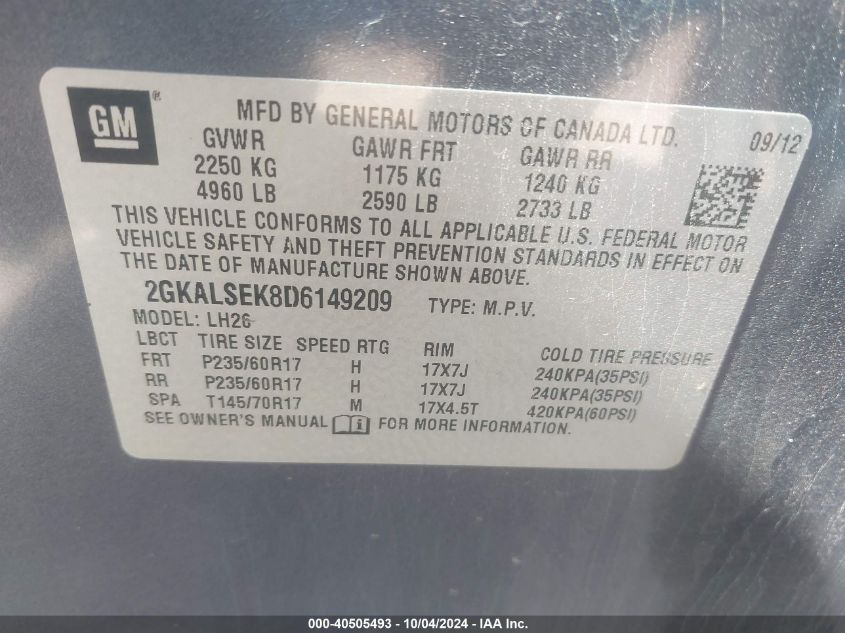 GM ®
MFD BY GENERAL MOTORS OF CANADA LTD. 09/12
GVWR GAWR FRT GAWR RR
2250 KG 1175 KG 1240 KG
4960 LB 2590 LB 2733 LB
THIS VEHICLE CONFORMS TO ALL APPLICABLE U.S. FEDERAL MOTOR
VEHICLE SAFETY AND THEFT PREVENTION STANDARDS IN EFFECT ON
THE DATE OF MANUFACTURE SHOWN ABOVE.
2GKALSEK8D6149209 TYPE: M.P.V.
MODEL: LH26
LBCT TIRE SIZE SPEED RTG RIM COLD TIRE PRESSURE
FRT P235/60R17 H 17X7J 240KPA(35PSI)
RR P235/60R17 H 17X7J 240KPA(35PSI)
SPA T145/70R17 M 17X4.5T 420KPA(60PSI)
SEE OWNER'S MANUAL i FOR MORE INFORMATION.
000-40505493 - 10/04/2024 - IAA Inc.